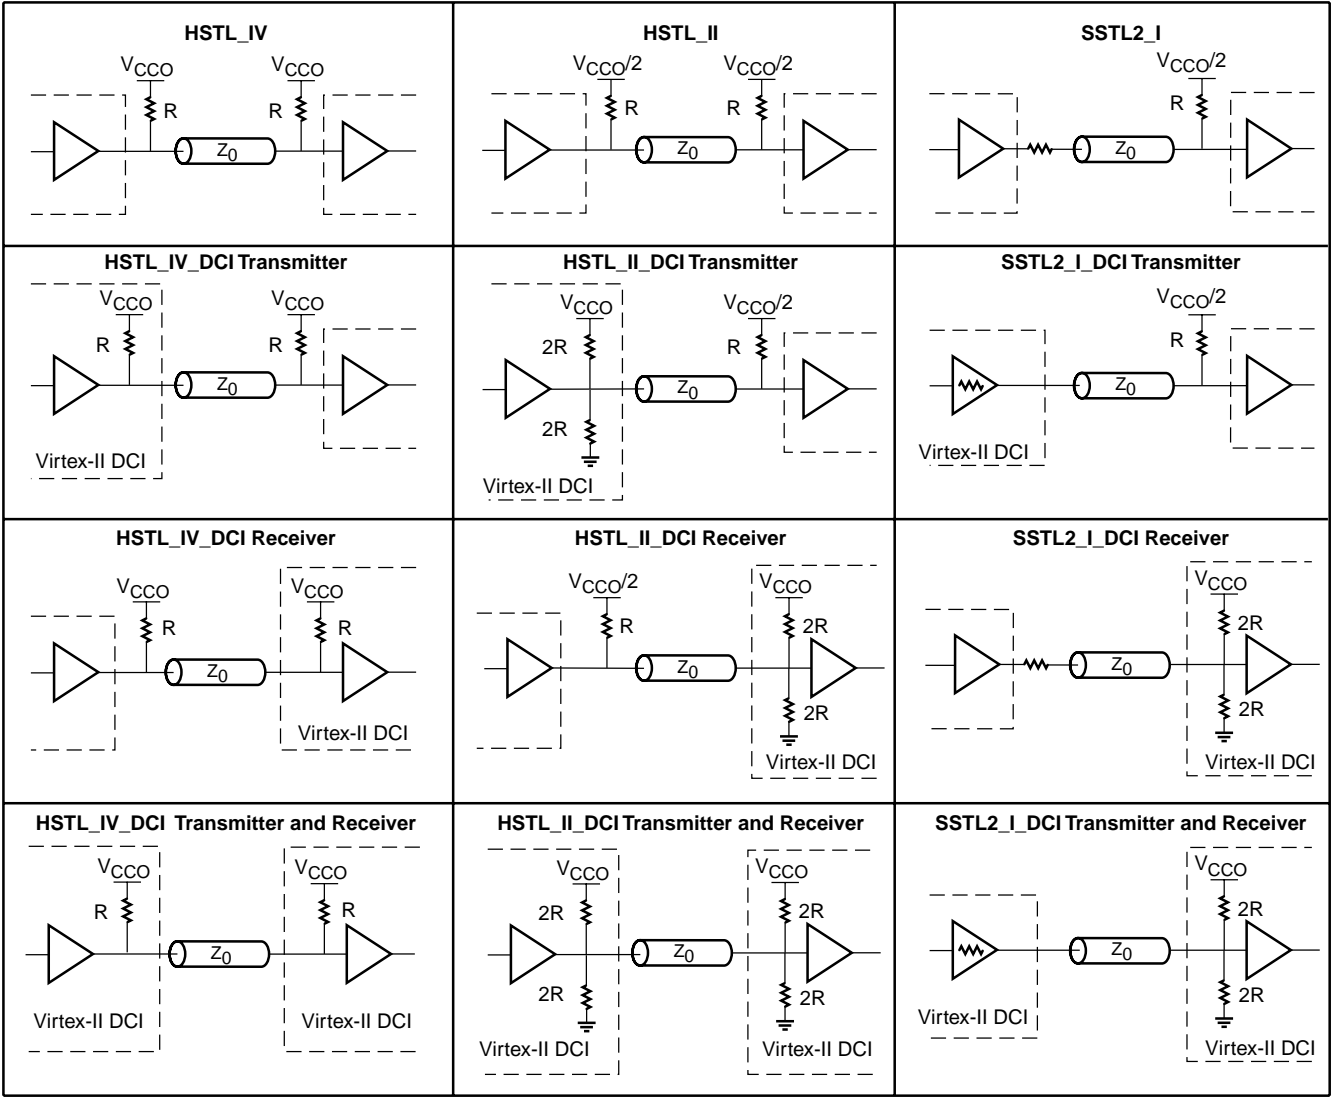 HSTL_IV
VCCO
VCCO
R
R
Z0
HSTL_II
VCCO/2
VCCO/2
R
R
Z0
SSTL2_I
VCCO/2
R
Z0
HSTL_IV_DCI Transmitter
VCCO
VCCO
R
R
Z0
Virtex-II DCI
HSTL_II_DCI Transmitter
VCCO
VCCO/2
2R
R
Z0
2R
Virtex-II DCI
SSTL2_I_DCI Transmitter
VCCO/2
R
Z0
Virtex-II DCI
HSTL_IV_DCI Receiver
VCCO
VCCO
R
R
Z0
Virtex-II DCI
HSTL_II_DCI Receiver
VCCO/2
VCCO
R
2R
Z0
2R
Virtex-II DCI
SSTL2_I_DCI Receiver
VCCO
2R
Z0
2R
Virtex-II DCI
HSTL_IV_DCI Transmitter and Receiver
VCCO
VCCO
R
R
Z0
Virtex-II DCI
Virtex-II DCI
HSTL_II_DCI Transmitter and Receiver
VCCO
VCCO
2R
2R
Z0
2R
2R
Virtex-II DCI
Virtex-II DCI
SSTL2_I_DCI Transmitter and Receiver
VCCO
2R
Z0
2R
Virtex-II DCI
Virtex-II DCI